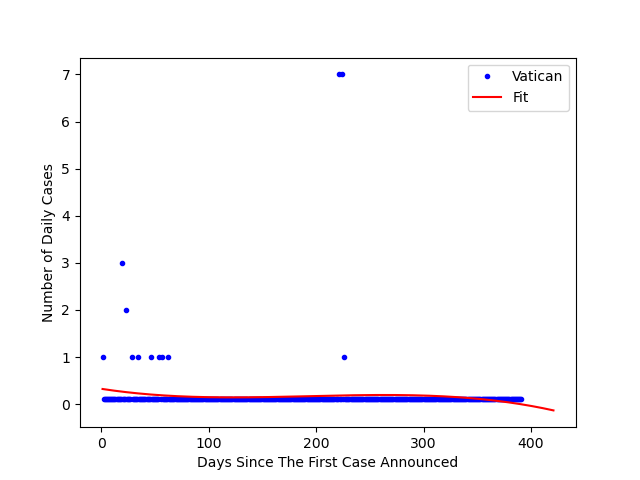 Number of Daily Cases
7
6
5
4
3
2
1
0
0 100 200 300 400
Days Since The First Case Announced
Vatican
Fit